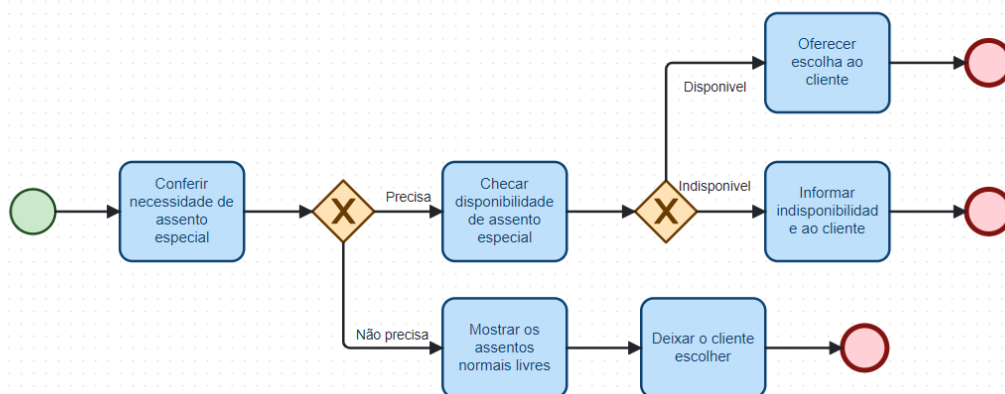 Oferecer
escolha ao
cliente
Disponivel
Conferir
necessidade de
assento
especial
Precisa
Checar
disponibilidade
de assento
especial
Indisponivel
Informar
indisponibilidad
e ao cliente
Não precisa
Mostrar os
assentos
normais livres
Deixar o cliente
escolher